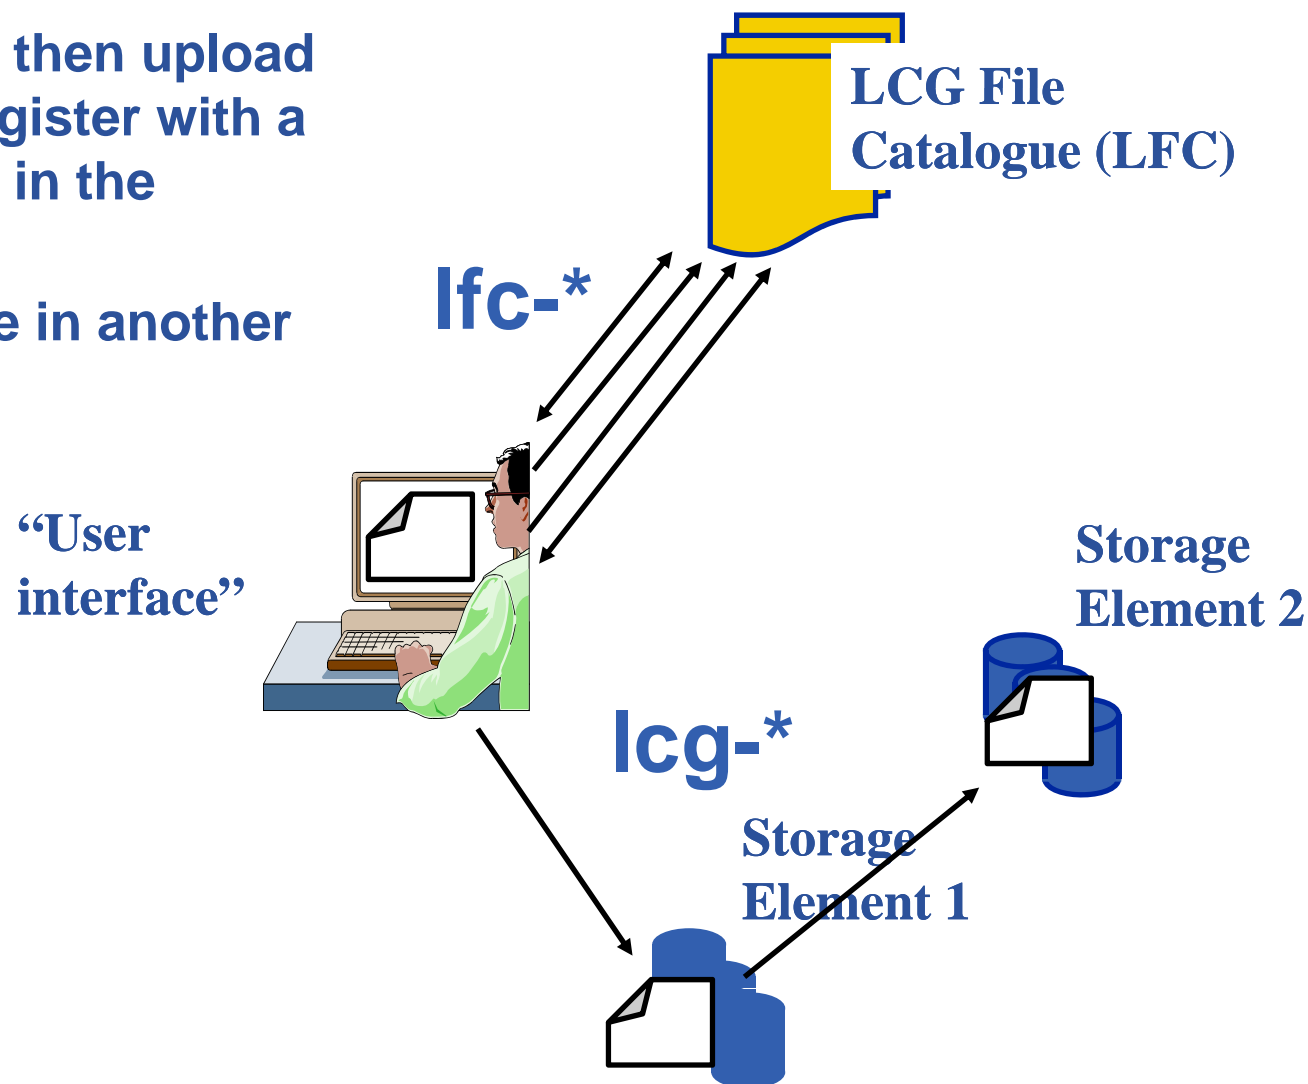 then upload
gister with a
in the
e in another
LCG File
Catalogue (LFC)
lfc-*
“User
interface”
Storage
Element 2
lcg-*
Storage
Element 1